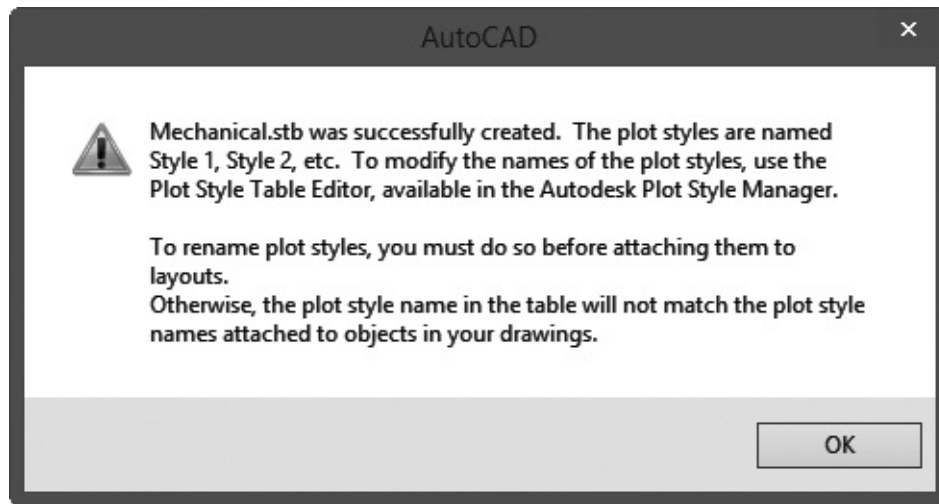 AutoCAD
Mechanical.stb was successfully created. The plot styles are named
Style 1, Style 2, etc. To modify the names of the plot styles, use the
Plot Style Table Editor, available in the Autodesk Plot Style Manager.
To rename plot styles, you must do so before attaching them to
layouts.
Otherwise, the plot style name in the table will not match the plot style
names attached to objects in your drawings.
OK